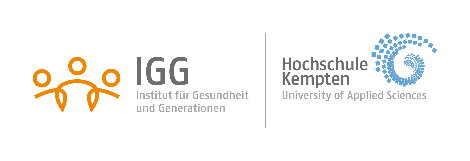 IGG
Institut für Gesundheit
und Generationen
Hochschule
Kempten
University of Applied Sciences